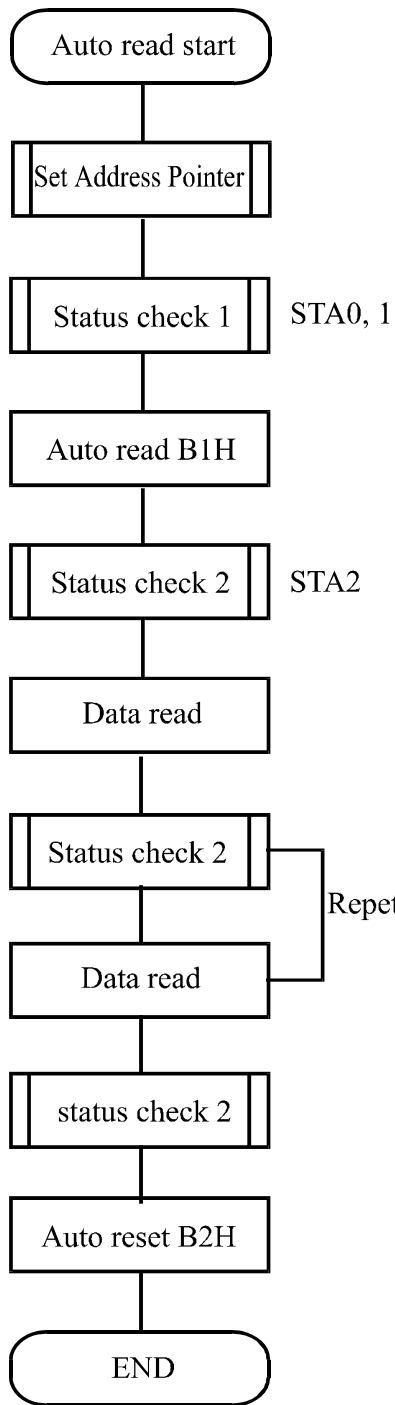 Auto read start
Set Address Pointer
Status check 1
STA0, 1
Auto read B1H
Status check 2
STA2
Data read
Status check 2
Repet
Data read
status check 2
Auto reset B2H
END